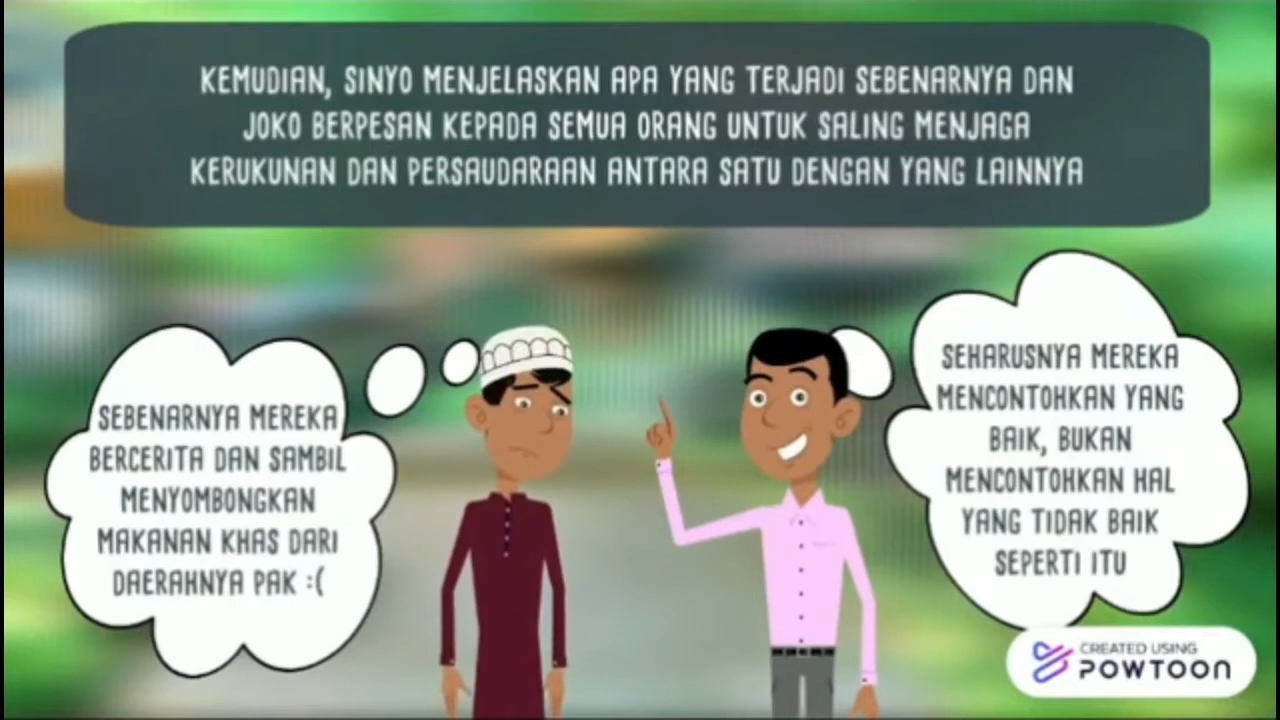 KEMUDIAN, SINYO MENJELASKAN APA YANG TERJADI SEBENARNYA DAN
JOKO BERPESAN KEPADA SEMUA ORANG UNTUK SALING MENJAGA
KERUKUNAN DAN PERSAUDARAAN ANTARA SATU DENGAN YANG LAINNYA
SEBENARNYA MEREKA
BERCERITA DAN SAMBIL
MENYOMBONGKAN
MAKANAN KHAS DARI
DAERAHNYA PAK :(
SEHARUSNYA MEREKA
MENCONTOHKAN YANG
BAIK, BUKAN
MENCONTOHKAN HAL
YANG TIDAK BAIK
SEPERTI ITU
CREATED USING
POWTOON